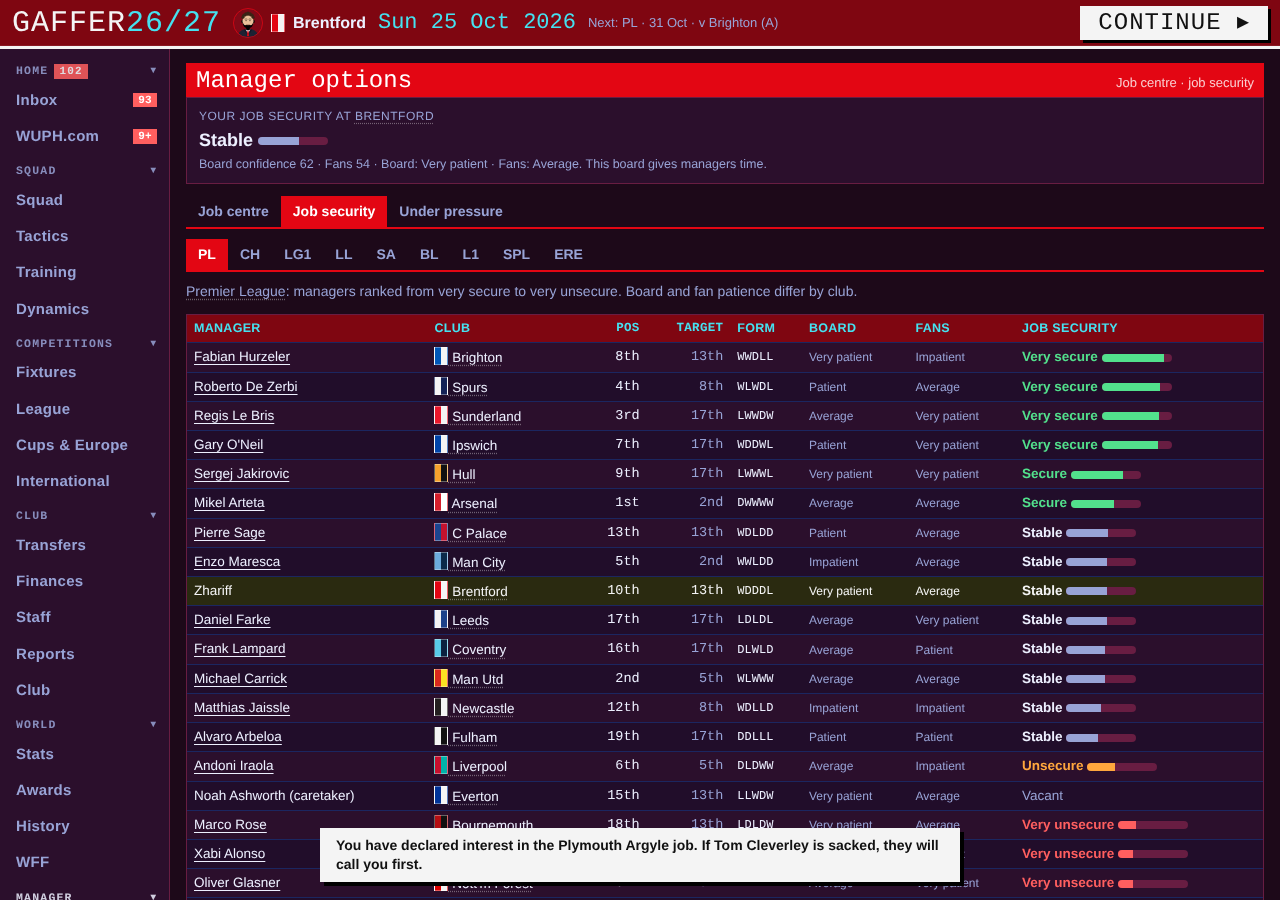 GAFFER26/27 Brentford Sun 25 Oct 2026 Next: PL · 31 Oct · v Brighton (A) CONTINUE ►
HOME 102 ▼
Inbox 93
WUPH.com 9+
SQUAD ▼
Squad
Tactics
Training
Dynamics
COMPETITIONS ▼
Fixtures
League
Cups & Europe
International
CLUB ▼
Transfers
Finances
Staff
Reports
Club
WORLD ▼
Stats
Awards
History
WFF
MANAGER ▼
Manager options Job centre · job security
YOUR JOB SECURITY AT BRENTFORD
Stable
Board confidence 62 · Fans 54 · Board: Very patient · Fans: Average. This board gives managers time.
Job centre Job security Under pressure
PL CH LG1 LL SA BL L1 SPL ERE
Premier League: managers ranked from very secure to very unsecure. Board and fan patience differ by club.
MANAGER CLUB POS TARGET FORM BOARD FANS JOB SECURITY
Fabian Hurzeler Brighton 8th 13th WWDLL Very patient Impatient Very secure
Roberto De Zerbi Spurs 4th 8th WLWDL Patient Average Very secure
Regis Le Bris Sunderland 3rd 17th LWWDW Average Very patient Very secure
Gary O'Neil Ipswich 7th 17th WDDWL Patient Very patient Very secure
Sergej Jakirovic Hull 9th 17th LWWWL Very patient Very patient Secure
Mikel Arteta Arsenal 1st 2nd DWWWW Average Average Secure
Pierre Sage C Palace 13th 13th WDLDD Patient Average Stable
Enzo Maresca Man City 5th 2nd WWLDD Impatient Average Stable
Zhariff Brentford 10th 13th WDDDL Very patient Average Stable
Daniel Farke Leeds 17th 17th LDLDL Average Very patient Stable
Frank Lampard Coventry 16th 17th DLWLD Average Patient Stable
Michael Carrick Man Utd 2nd 5th WLWWW Average Average Stable
Matthias Jaissle Newcastle 12th 8th WDLLD Impatient Impatient Stable
Alvaro Arbeloa Fulham 19th 17th DDLLL Patient Patient Stable
Andoni Iraola Liverpool 6th 5th DLDWW Average Impatient Unsecure
Noah Ashworth (caretaker) Everton 15th 13th LLWDW Very patient Average Vacant
Marco Rose Bournemouth 18th 13th LDLDW Patient Average Very unsecure
Xabi Alonso Very unsecure
Oliver Glasner Nott'm Forest Average Very patient Very unsecure
You have declared interest in the Plymouth Argyle job. If Tom Cleverley is sacked, they will
call you first.